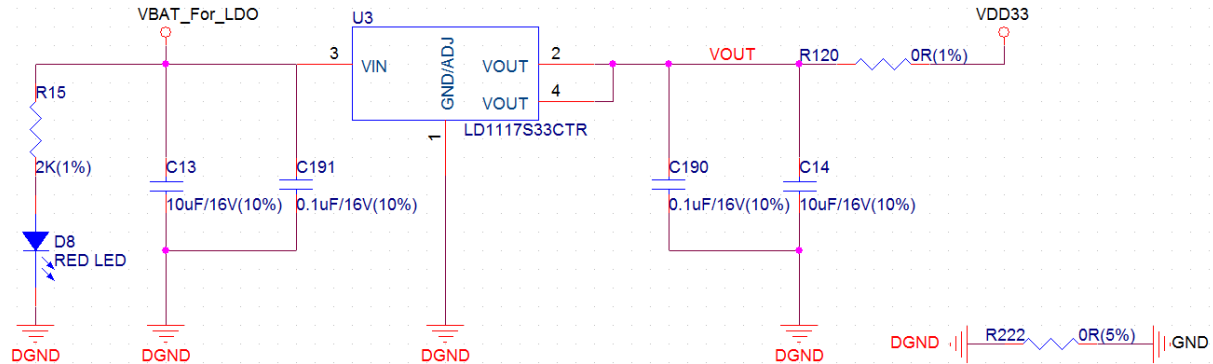 VBAT_For_LDO
U3
VDD33
3
VIN
GND/ADJ
VOUT
2
VOUT
4
LD1117S33CTR
1
VOUT
R120
0R(1%)
R15
2K(1%)
C13
10uF/16V(10%)
C191
0.1uF/16V(10%)
C190
0.1uF/16V(10%)
C14
10uF/16V(10%)
D8
RED LED
DGND
DGND
DGND
DGND
DGND
R222
0R(5%)
GND